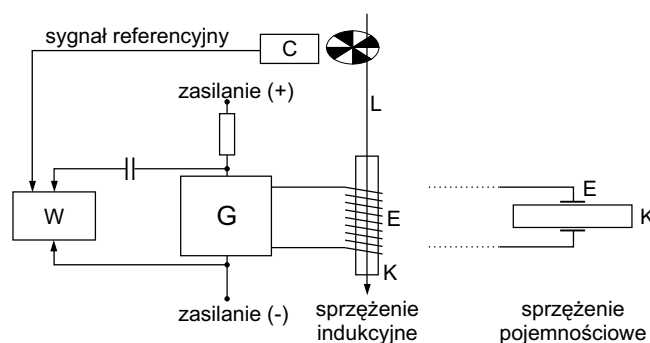 sygnał referencyjny
C
zasilanie (+)
L
W
G
E
K
E
K
zasilanie (-)
sprzężenie
indukcyjne
sprzężenie
pojemnościowe